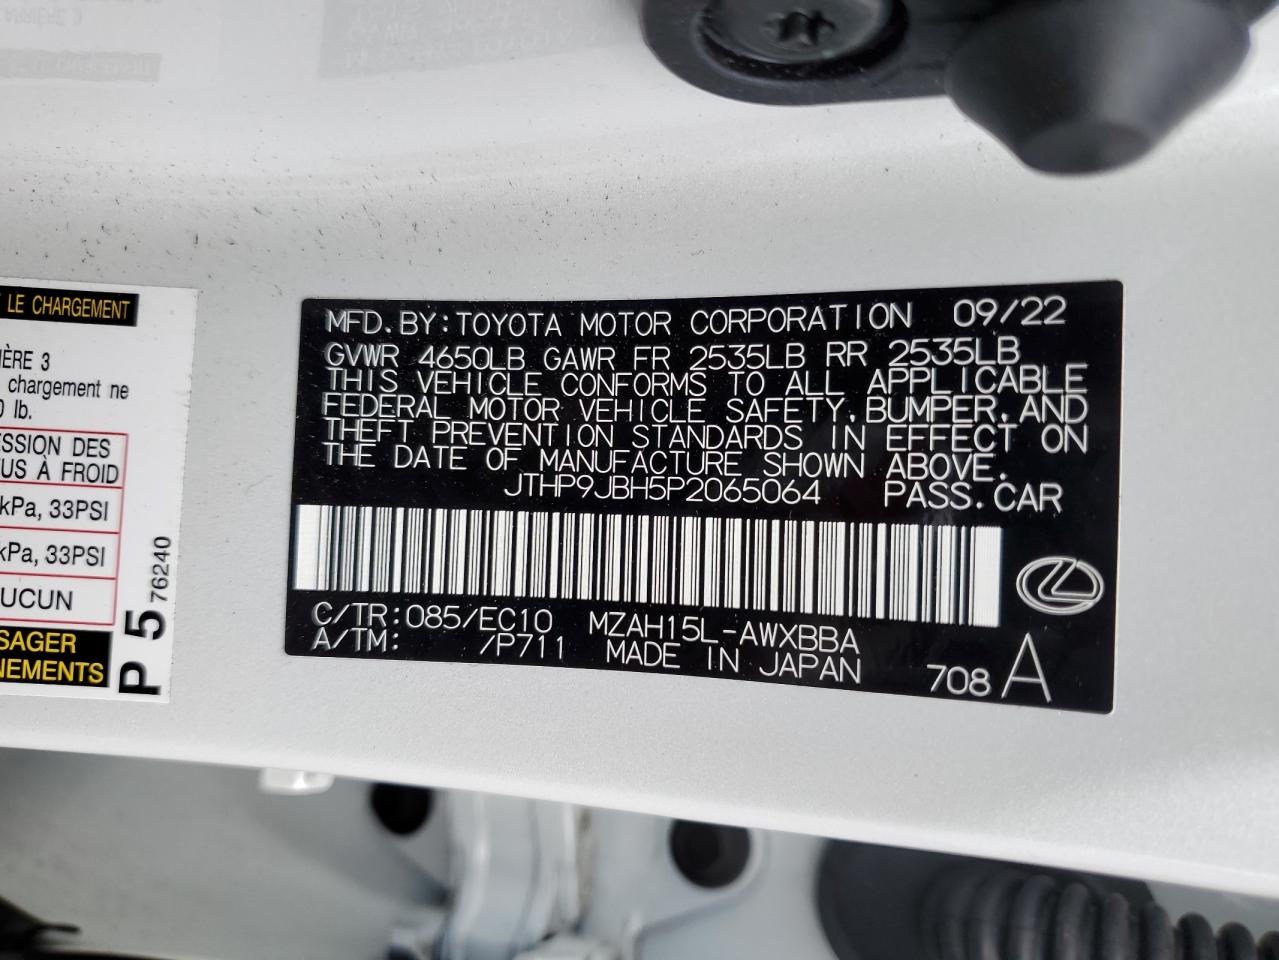 LE CHARGEMENT
IÈRE 3
chargement ne
0 lb.
ESSION DES
US À FROID
kPa, 33PSI
kPa, 33PSI
UCUN
SAGER
NEMENTS
P 5 76240
MFD.BY:TOYOTA MOTOR CORPORATION 09/22
GVWR 4650LB GAWR FR 2535LB RR 2535LB
THIS VEHICLE CONFORMS TO ALL APPLICABLE
FEDERAL MOTOR VEHICLE SAFETY, BUMPER, AND
THEFT PREVENTION STANDARDS IN EFFECT ON
THE DATE OF MANUFACTURE SHOWN ABOVE.
JTHP9JBH5P2065064 PASS.CAR
C/TR:085/EC10 MZAH15L-AWXBBA
A/TM: /P711 MADE IN JAPAN 708 A